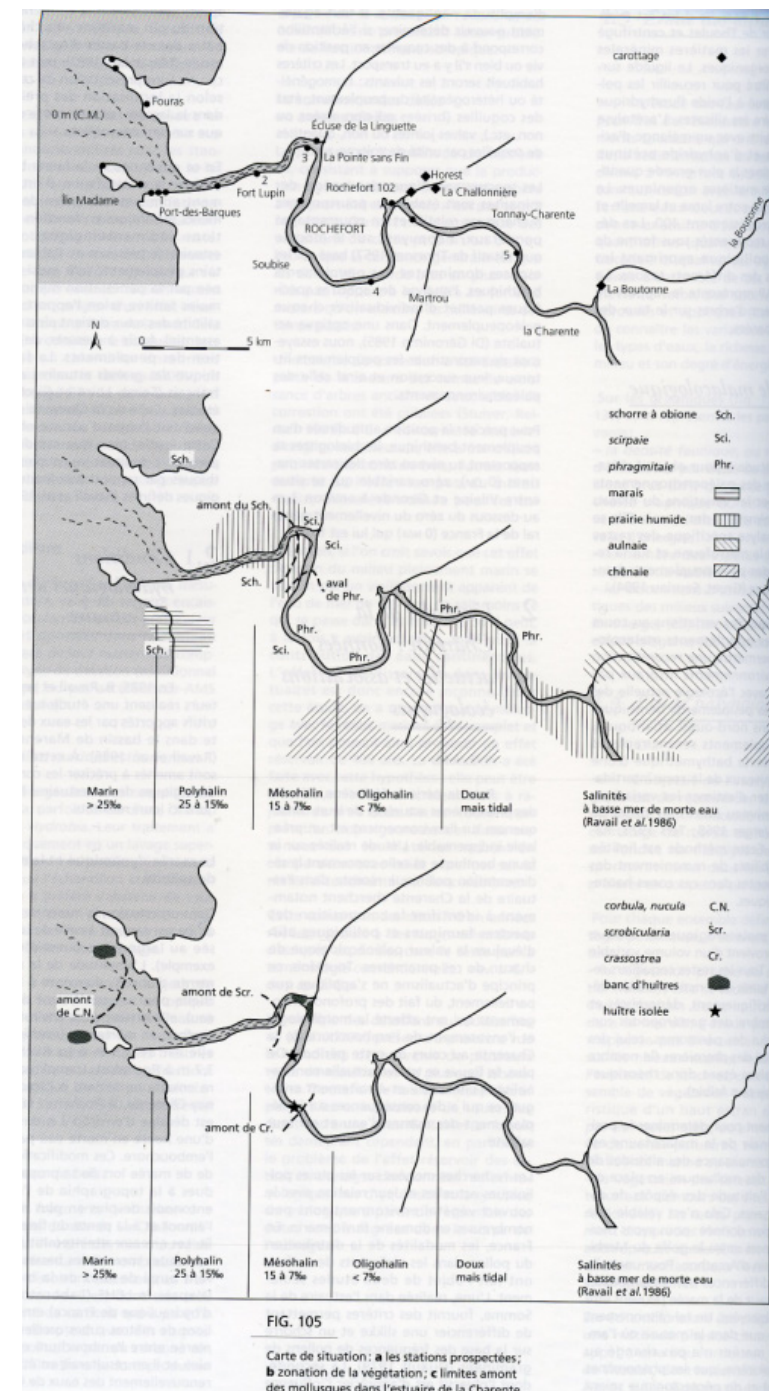 carottage
Fouras
0 m (C.M.)
Écluse de la Linguette
3
La Pointe sans Fin
2
Horest
Rochefort 102
La Challonnière
Île Madame
1
Fort Lupin
Port-des-Barques
ROCHEFORT
Tonnay-Charente
la Boutonne
5
Soubise
La Boutonne
4
Martrou
la Charente
N
0
5 km
schorre à obione Sch.
scirpaie Sci.
phragmitaie Phr.
marais
prairie humide
aulnaie
chênaie
Sch.
amont du Sch.
Sci.
Sci.
Sch.
aval
de Phr.
Phr.
Phr.
Phr.
Sci.
Phr.
Sch.
Marin
> 25‰
Polyhalin
25 à 15‰
Mésohalin
15 à 7‰
Oligohalin
< 7‰
Doux
mais tidal
Salinités
à basse mer de morte eau
(Ravail et al. 1986)
corbula, nucula C.N.
scrobicularia Scr.
crassostrea Cr.
banc d'huîtres
huître isolée
amont
de C.N.
amont de Scr.
amont de Cr.
Marin
> 25‰
Polyhalin
25 à 15‰
Mésohalin
15 à 7‰
Oligohalin
< 7‰
Doux
mais tidal
Salinités
à basse mer de morte eau
(Ravail et al. 1986)
FIG. 105
Carte de situation : a les stations prospectées ;
b zonation de la végétation ; c limites amont
des mollusques dans l'estuaire de la Charente